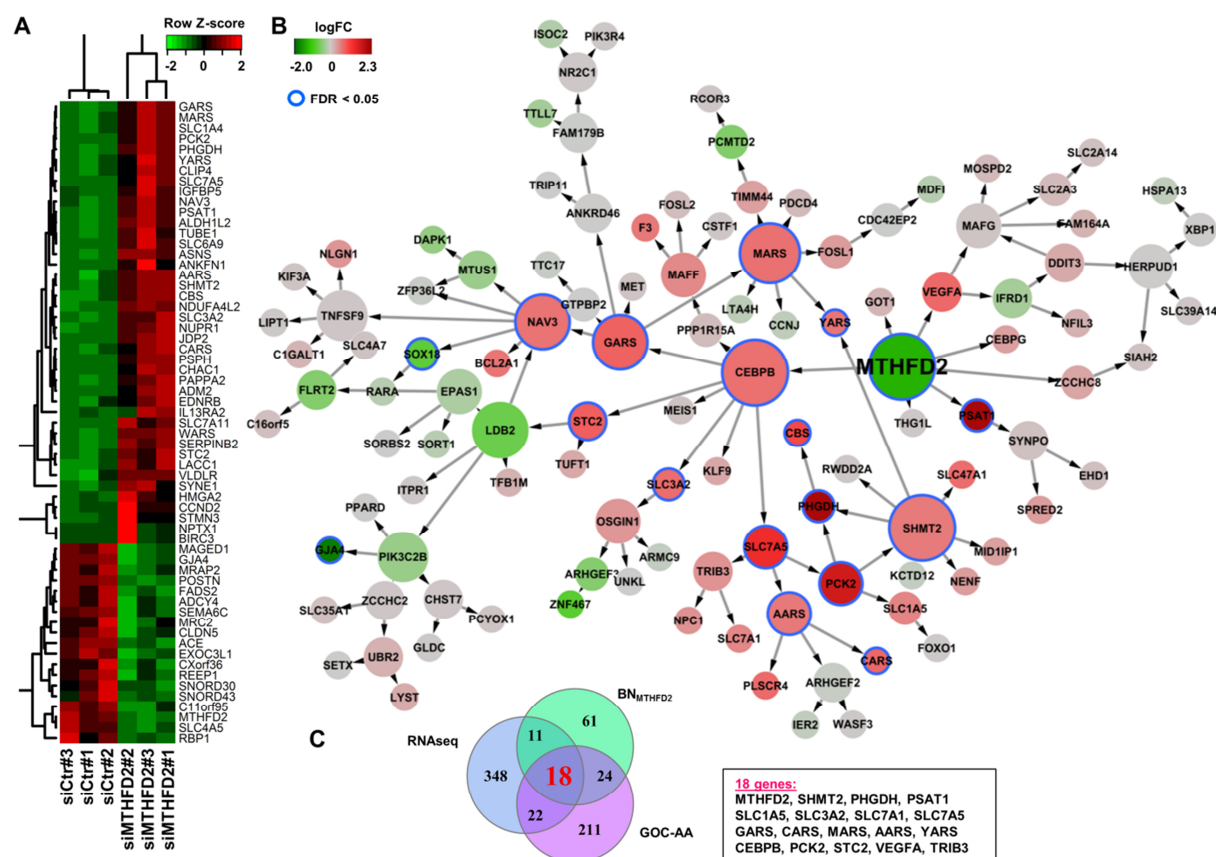 A
Row Z-score
-2 0 2
GARS
MARS
SLC1A4
PCK2
PHGDH
YARS
CLIP4
SLC7A5
IGFBP5
NAV3
PSAT1
ALDH1L2
TUBE1
SLC6A9
ASNS
ANKFN1
AARS
SHMT2
CBS
NDUFA4L2
SLC3A2
NUPR1
JDP2
CARS
PSPH
CHAC1
PAPPA2
ADM2
EDNRB
IL13RA2
SLC7A11
WARS
SERPINB2
STC2
LACC1
VLDLR
SYNE1
HMGA2
CCND2
STMN3
NPTX1
BIRC3
MAGED1
GJA4
MRAP2
POSTN
FADS2
ADCY4
SEMA6C
MRC2
CLDN5
ACE
EXOC3L1
CXorf36
REEP1
SNORD30
SNORD43
C11orf95
MTHFD2
SLC4A5
RBP1
siCtr#3
siCtr#1
siCtr#2
siMTHFD2#2
siMTHFD2#3
siMTHFD2#1
B
logFC
-2.0 2.3
FDR < 0.05
ISOC2
PIK3R4
NR2C1
TTLL7
FAM179B
TRIP11
ANKRD46
RCOR3
PCMTD2
TIMM44
PDCD4
FOSL2
F3
CSTF1
MAFF
MARS
FOSL1
CDC42EP2
MDFI
LTA4H
CCNJ
YARS
MOSPD2
SLC2A14
SLC2A3
MAFG
FAM164A
HSPA13
XBP1
DDIT3
HERPUD1
VEGFA
IFRD1
NFIL3
SLC39A14
SIAH2
GOT1
CEBPG
MTHFD2
ZCCHC8
THG1L
PSAT1
SYNPO
EHD1
SPRED2
DAPK1
MTUS1
ZFP36L2
NLGN1
KIF3A
TNFSF9
LIPT1
C1GALT1
SLC4A7
TTC17
GTPBP2
MET
NAV3
GARS
PPP1R15A
CEBPB
SOX18
BCL2A1
FLRT2
RARA
EPAS1
C16orf5
SORBS2
SORT1
LDB2
STC2
TUFT1
TFB1M
ITPR1
MEIS1
KLF9
SLC3A2
CBS
RWDD2A
SLC47A1
PHGDH
SHMT2
OSGIN1
ARHGEF3
UNKL
ARMC9
ZNF467
SLC7A5
TRIB3
PCK2
KCTD12
MID1IP1
NENF
NPC1
SLC7A1
AARS
SLC1A5
FOXO1
PLSCR4
CARS
ARHGEF2
IER2
WASF3
PPARD
GJA4
PIK3C2B
ZCCHC2
CHST7
SLC35A1
PCYOX1
GLDC
UBR2
SETX
LYST
C
BNMTHFD2
RNAseq
GOC-AA
61
11
348
18
24
22
211
18 genes:
MTHFD2, SHMT2, PHGDH, PSAT1
SLC1A5, SLC3A2, SLC7A1, SLC7A5
GARS, CARS, MARS, AARS, YARS
CEBPB, PCK2, STC2, VEGFA, TRIB3